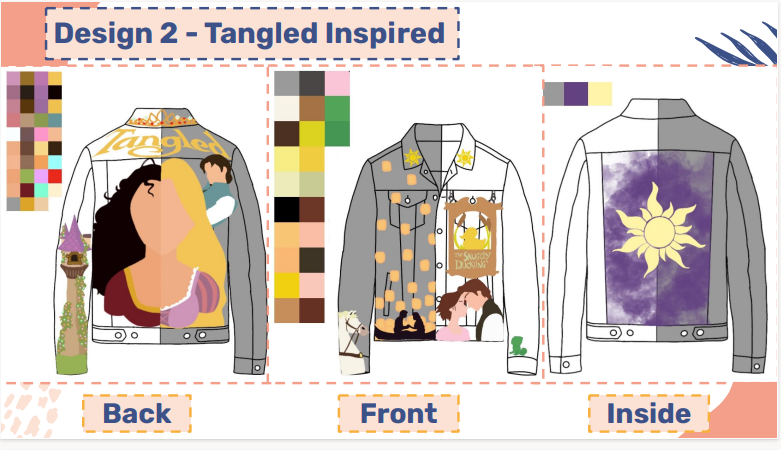 Design 2 - Tangled Inspired
Tangled
The
SNUGGLY
DUCKLING
Back
Front
Inside